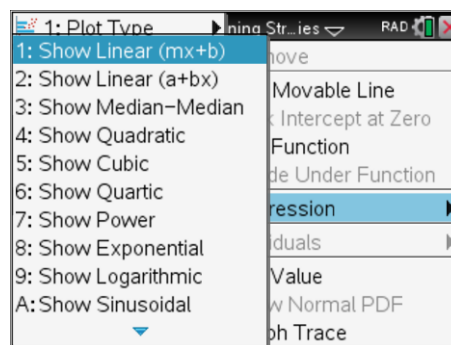 1: Plot Type ning Str...ies RAD
1: Show Linear (mx+b)
2: Show Linear (a+bx)
3: Show Median-Median
4: Show Quadratic
5: Show Cubic
6: Show Quartic
7: Show Power
8: Show Exponential
9: Show Logarithmic
A: Show Sinusoidal
ove
Movable Line
Intercept at Zero
Function
de Under Function
ression
iduals
Value
w Normal PDF
ph Trace